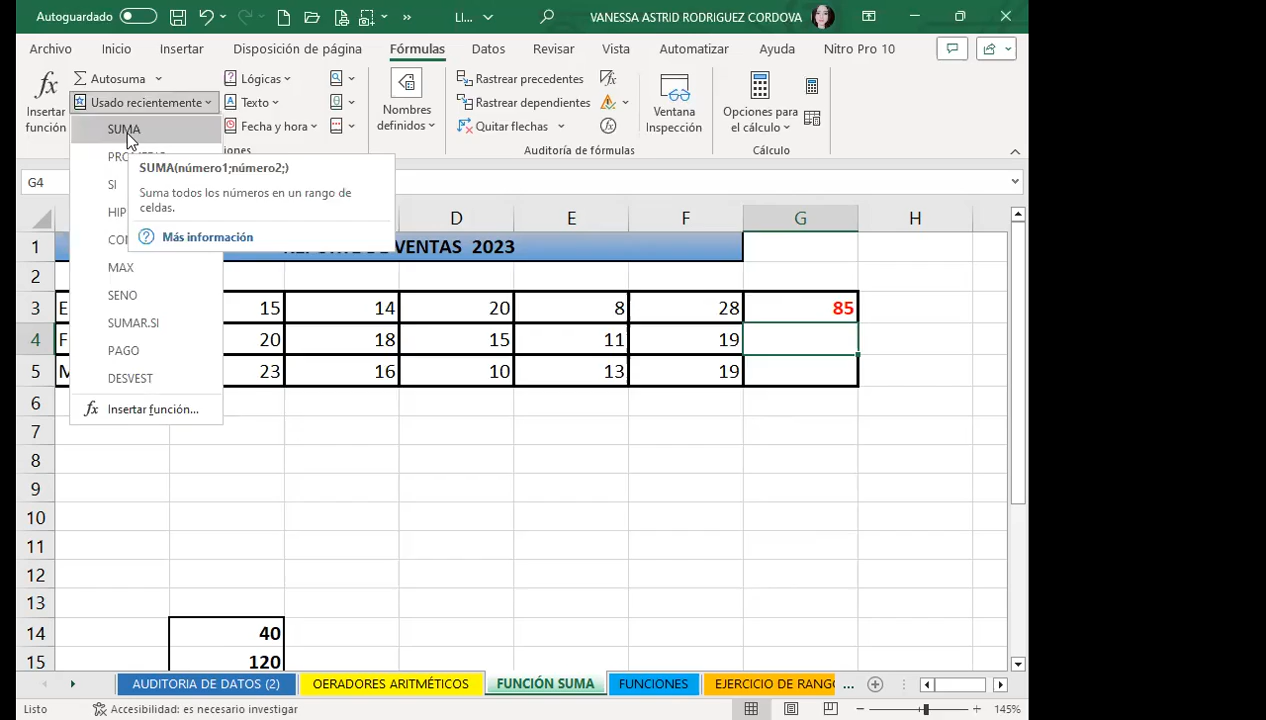 Autoguardado LI... VANESSA ASTRID RODRIGUEZ CORDOVA
Archivo Inicio Insertar Disposición de página Fórmulas Datos Revisar Vista Automatizar Ayuda Nitro Pro 10
Insertar función
Autosuma
Usado recientemente
Lógicas
Texto
Fecha y hora
Nombres definidos
Rastrear precedentes
Rastrear dependientes
Quitar flechas
Auditoría de fórmulas
Ventana Inspección
Opciones para el cálculo
Cálculo
SUMA
SI
HIP
MAX
SENO
SUMAR.SI
PAGO
DESVEST
fx Insertar función...
SUMA(número1;número2;)
Suma todos los números en un rango de
celdas.
Más información
G4
D E F G H
1 VENTAS 2023
2
3 E 15 14 20 8 28 85
4 F 20 18 15 11 19
5 M 23 16 10 13 19
6
7
8
9
10
11
12
13
14 40
15 120
AUDITORIA DE DATOS (2) OERADORES ARITMÉTICOS FUNCIÓN SUMA FUNCIONES EJERCICIO DE RANGO ...
Listo Accesibilidad: es necesario investigar 145%